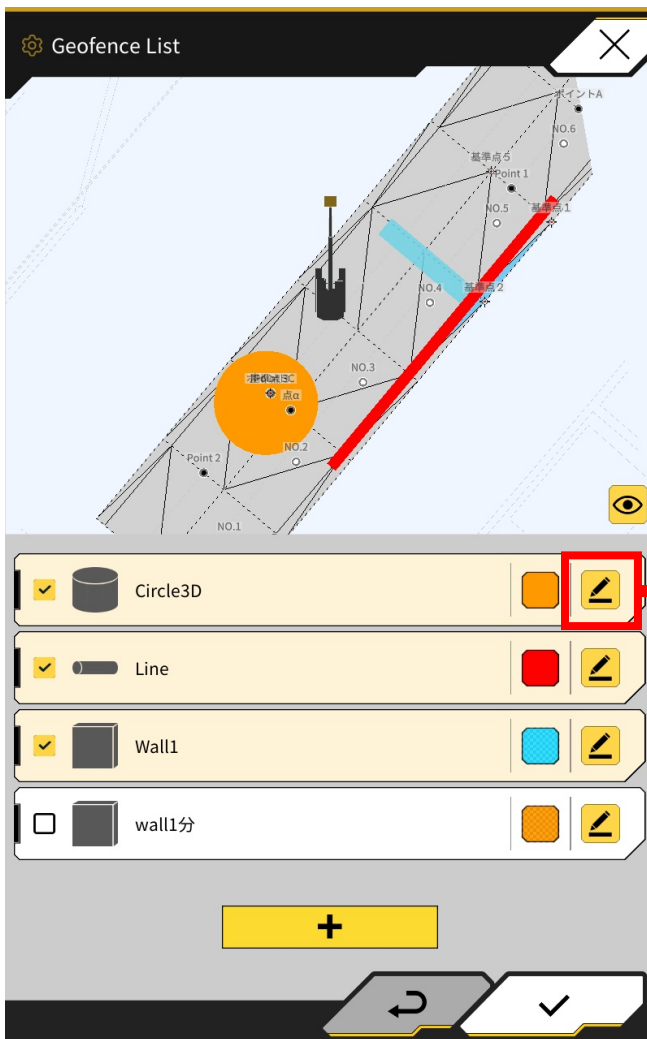 Geofence List
ポイントA
NO.6
基準点5
Point 1
NO.5
基準点1
NO.4
基準点2
NO.3
点α
NO.2
Point 2
NO.1
Circle3D
Line
Wall1
wall1分